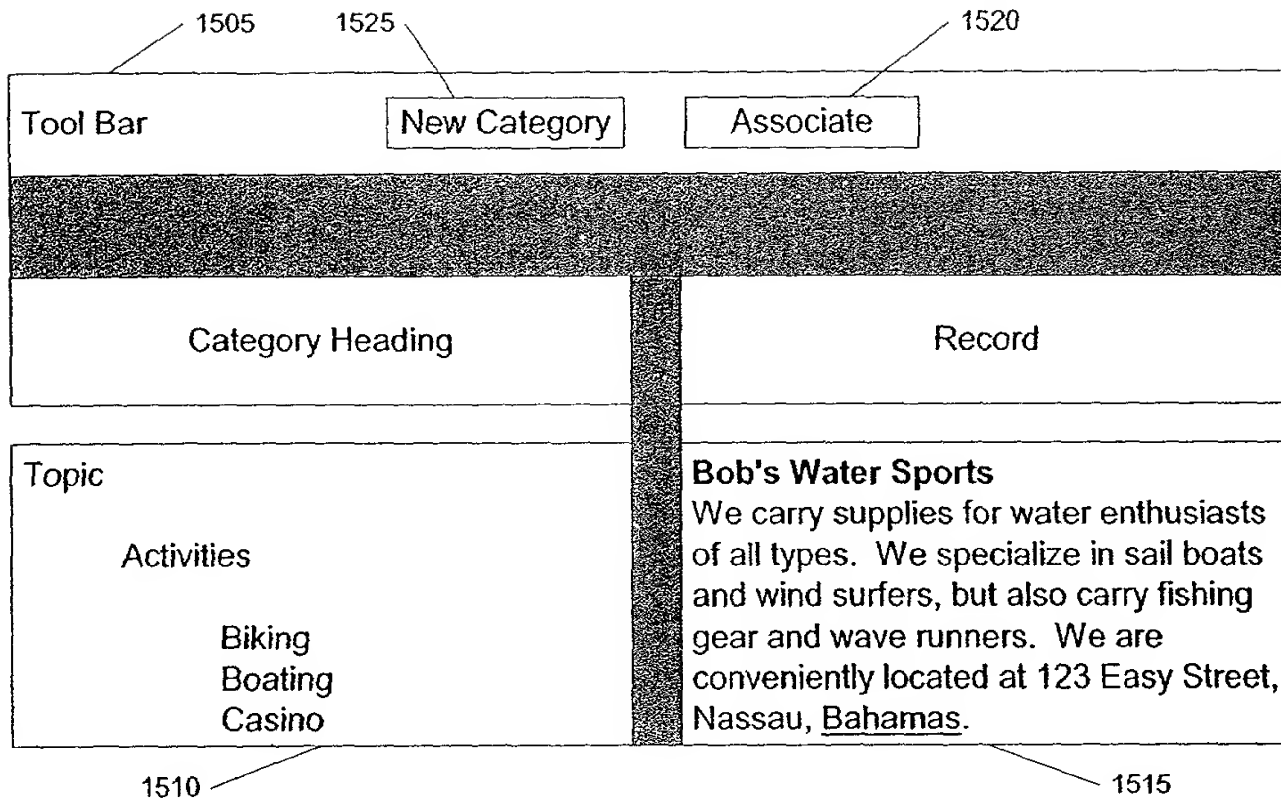 1505 1525 1520
Tool Bar New Category Associate
Category Heading Record
Topic
Activities
Biking
Boating
Casino
Bob's Water Sports
We carry supplies for water enthusiasts
of all types. We specialize in sail boats
and wind surfers, but also carry fishing
gear and wave runners. We are
conveniently located at 123 Easy Street,
Nassau, Bahamas.
1510 1515